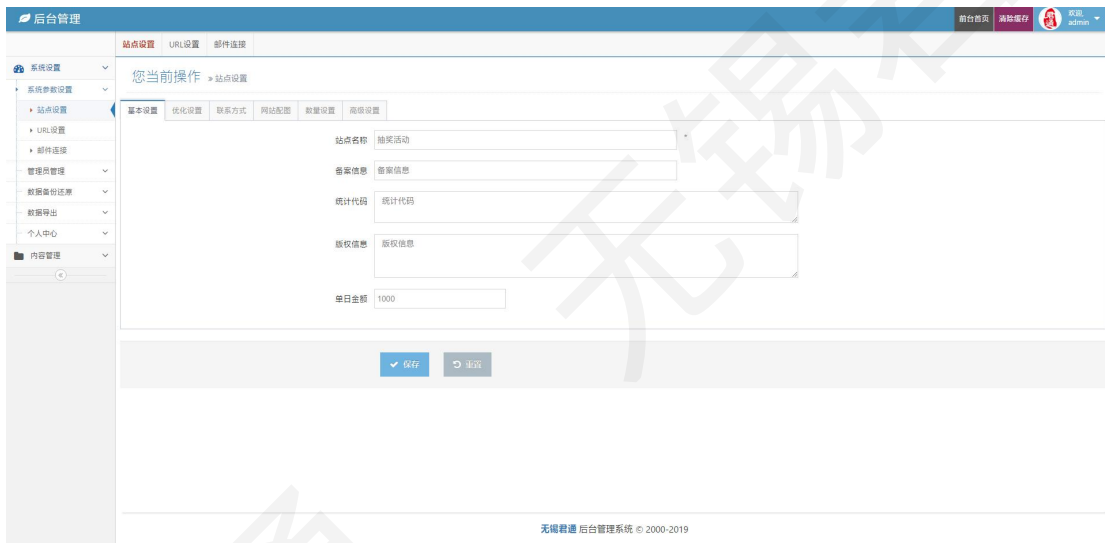 后台管理
前台首页 清除缓存 欢迎, admin
站点设置 URL设置 邮件连接
系统设置
您当前操作 » 站点设置
系统参数设置
站点设置
URL设置
邮件连接
管理员管理
数据备份还原
数据导出
个人中心
内容管理
基本设置 优化设置 联系方式 网站配图 数量设置 高级设置
站点名称 抽奖活动 *
备案信息 备案信息
统计代码 统计代码
版权信息 版权信息
单日金额 1000
保存 重置
无锡君通 后台管理系统 © 2000-2019
无锡君通